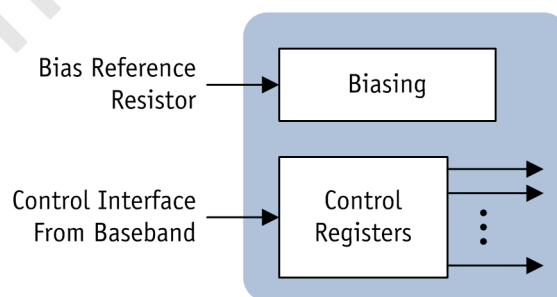 Bias Reference
Resistor
Biasing
Control Interface
From Baseband
Control
Registers